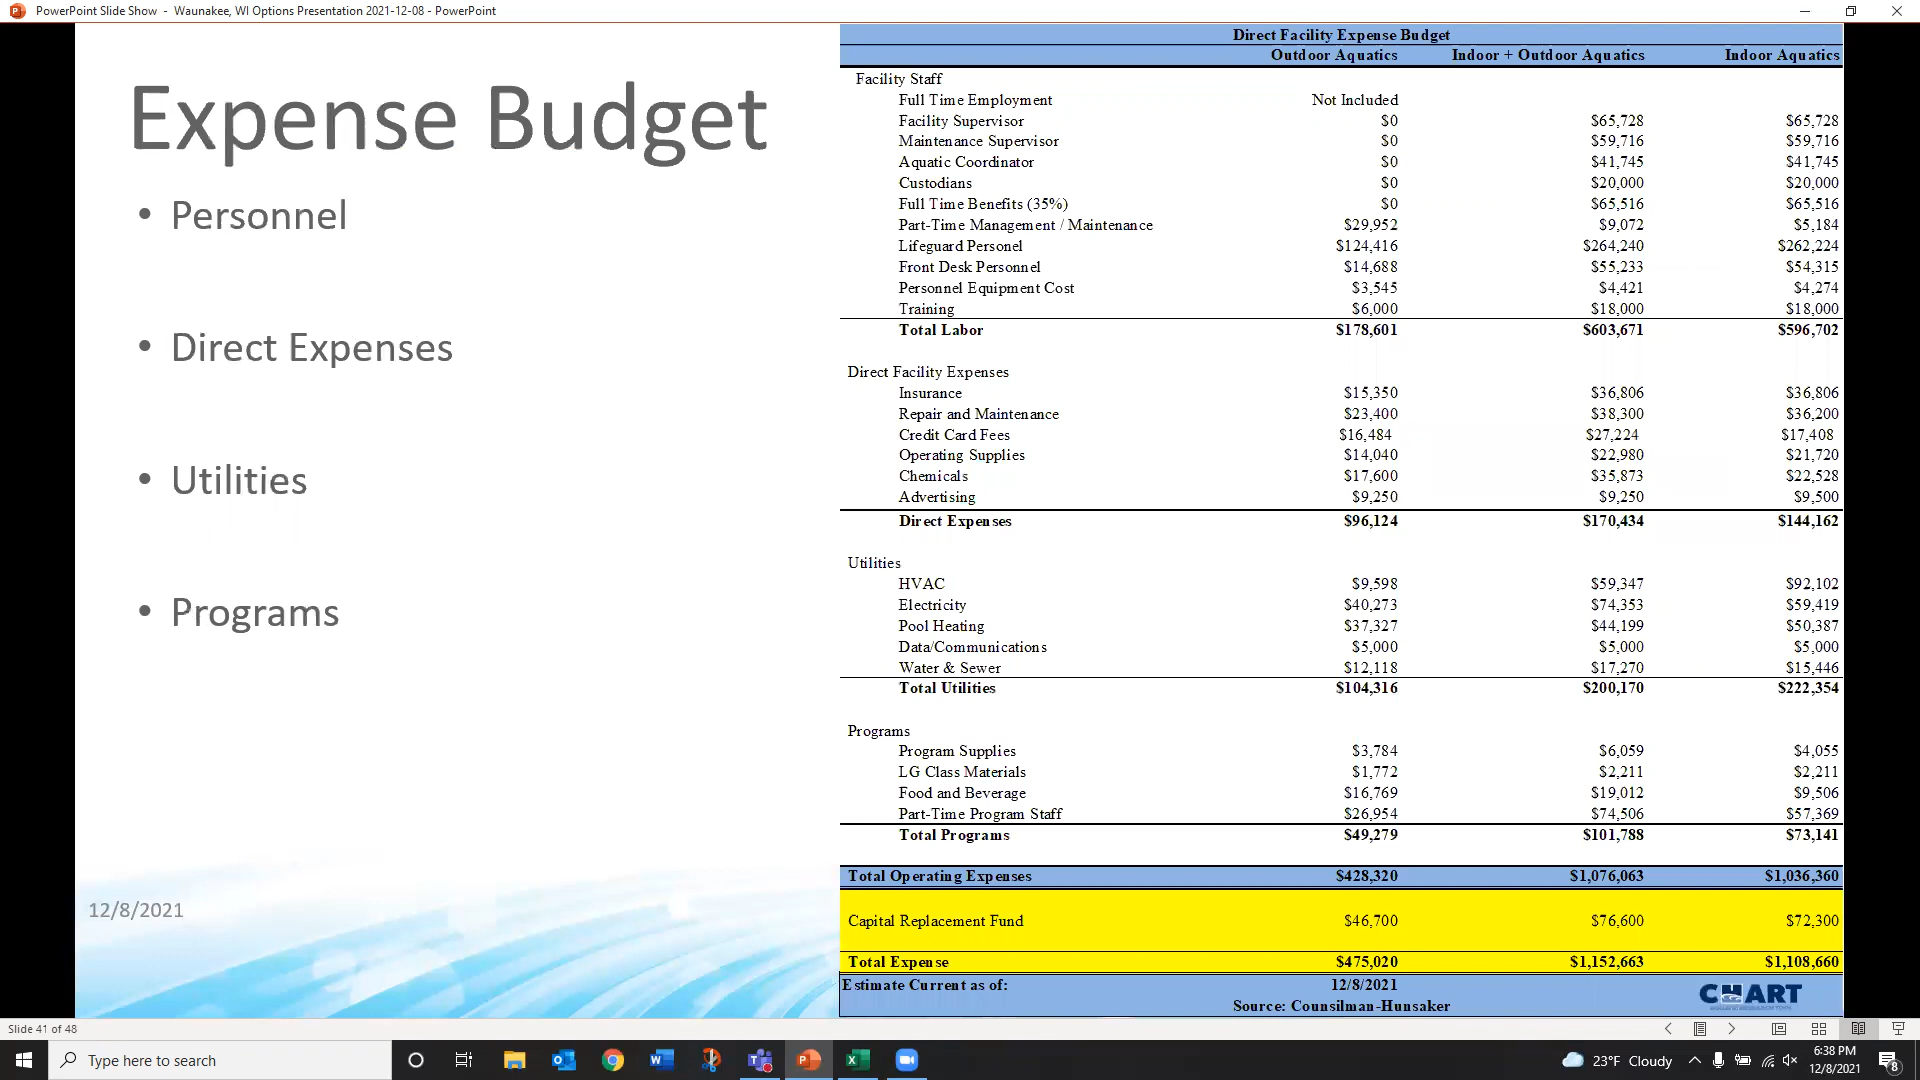 PowerPoint Slide Show - Waunakee, WI Options Presentation 2021-12-08 - PowerPoint
Expense Budget
• Personnel
• Direct Expenses
• Utilities
• Programs
12/8/2021
Direct Facility Expense Budget
Outdoor Aquatics Indoor + Outdoor Aquatics Indoor Aquatics
Facility Staff
Full Time Employment Not Included
Facility Supervisor $0 $65,728 $65,728
Maintenance Supervisor $0 $59,716 $59,716
Aquatic Coordinator $0 $41,745 $41,745
Custodians $0 $20,000 $20,000
Full Time Benefits (35%) $0 $65,516 $65,516
Part-Time Management / Maintenance $29,952 $9,072 $5,184
Lifeguard Personel $124,416 $264,240 $262,224
Front Desk Personnel $14,688 $55,233 $54,315
Personnel Equipment Cost $3,545 $4,421 $4,274
Training $6,000 $18,000 $18,000
Total Labor $178,601 $603,671 $596,702
Direct Facility Expenses
Insurance $15,350 $36,806 $36,806
Repair and Maintenance $23,400 $38,300 $36,200
Credit Card Fees $16,484 $27,224 $17,408
Operating Supplies $14,040 $22,980 $21,720
Chemicals $17,600 $35,873 $22,528
Advertising $9,250 $9,250 $9,500
Direct Expenses $96,124 $170,434 $144,162
Utilities
HVAC $9,598 $59,347 $92,102
Electricity $40,273 $74,353 $59,419
Pool Heating $37,327 $44,199 $50,387
Data/Communications $5,000 $5,000 $5,000
Water & Sewer $12,118 $17,270 $15,446
Total Utilities $104,316 $200,170 $222,354
Programs
Program Supplies $3,784 $6,059 $4,055
LG Class Materials $1,772 $2,211 $2,211
Food and Beverage $16,769 $19,012 $9,506
Part-Time Program Staff $26,954 $74,506 $57,369
Total Programs $49,279 $101,788 $73,141
Total Operating Expenses $428,320 $1,076,063 $1,036,360
Capital Replacement Fund $46,700 $76,600 $72,300
Total Expense $475,020 $1,152,663 $1,108,660
Estimate Current as of: 12/8/2021
Source: Counsilman-Hunsaker
CHART
Slide 41 of 48
Type here to search
23°F Cloudy
6:38 PM
12/8/2021
8